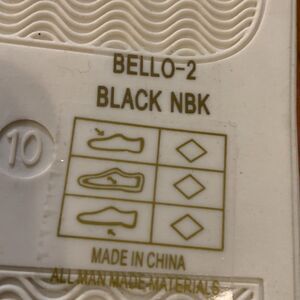 BELLO-2
BLACK NBK
10
MADE IN CHINA
ALL MAN MADE MATERIALS